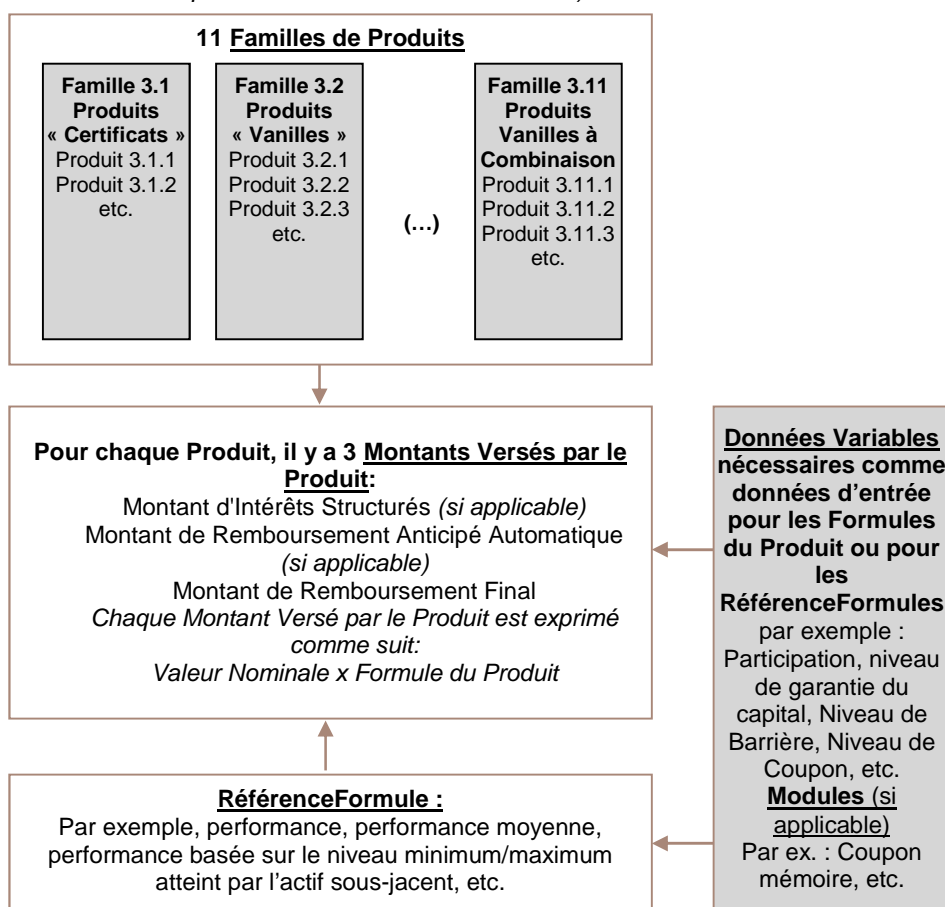 11 Familles de Produits
Famille 3.1
Produits
« Certificats »
Produit 3.1.1
Produit 3.1.2
etc.
Famille 3.2
Produits
« Vanilles »
Produit 3.2.1
Produit 3.2.2
Produit 3.2.3
etc.
(…)
Famille 3.11
Produits
Vanilles à
Combinaison
Produit 3.11.1
Produit 3.11.2
Produit 3.11.3
etc.
Pour chaque Produit, il y a 3 Montants Versés par le
Produit:
Montant d'Intérêts Structurés (si applicable)
Montant de Remboursement Anticipé Automatique
(si applicable)
Montant de Remboursement Final
Chaque Montant Versé par le Produit est exprimé
comme suit:
Valeur Nominale x Formule du Produit
Données Variables
nécessaires comme
données d'entrée
pour les Formules
du Produit ou pour
les
RéférenceFormules
par exemple :
Participation, niveau
de garantie du
capital, Niveau de
Barrière, Niveau de
Coupon, etc.
Modules (si
applicable)
Par ex. : Coupon
mémoire, etc.
RéférenceFormule :
Par exemple, performance, performance moyenne,
performance basée sur le niveau minimum/maximum
atteint par l'actif sous-jacent, etc.